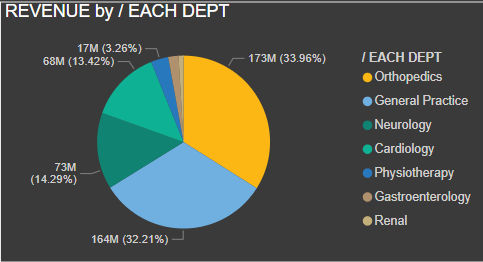 REVENUE by / EACH DEPT
17M (3.26%)
68M (13.42%)
173M (33.96%)
73M
(14.29%)
164M (32.21%)
/ EACH DEPT
Orthopedics
General Practice
Neurology
Cardiology
Physiotherapy
Gastroenterology
Renal